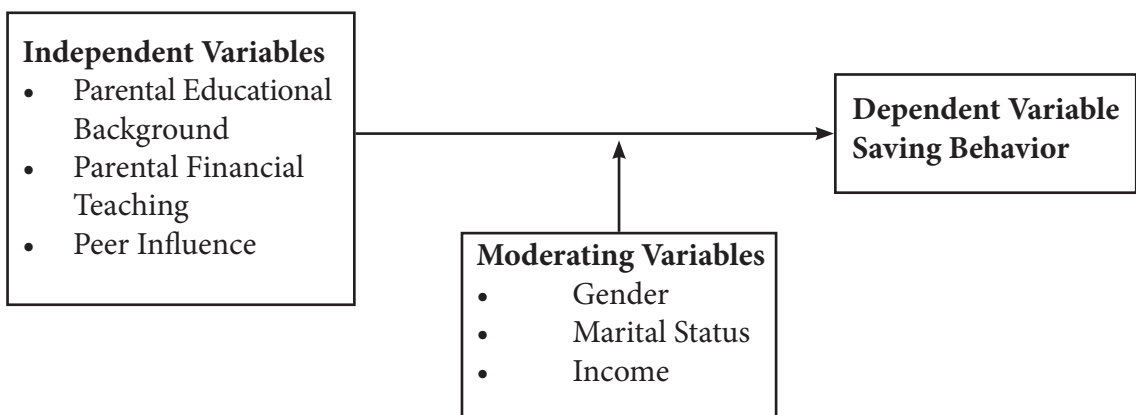 Independent Variables
• Parental Educational
Background
• Parental Financial
Teaching
• Peer Influence
Dependent Variable
Saving Behavior
Moderating Variables
• Gender
• Marital Status
• Income